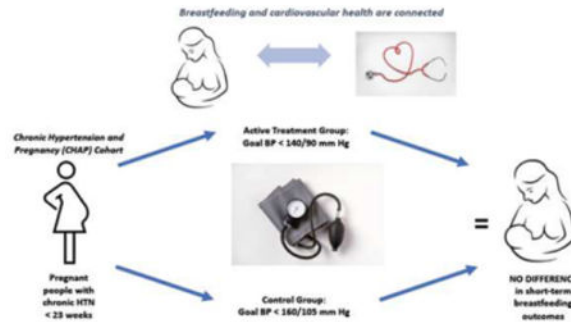 Breastfeeding and cardiovascular health are connected
Chronic Hypertension and
Pregnancy (CHAP) Cohort
Active Treatment Group:
Goal BP < 140/90 mm Hg
=
Pregnant
people with
chronic HTN
< 23 weeks
Control Group:
Goal BP < 160/105 mm Hg
NO DIFFERENCE
in short-term
breastfeeding
outcomes